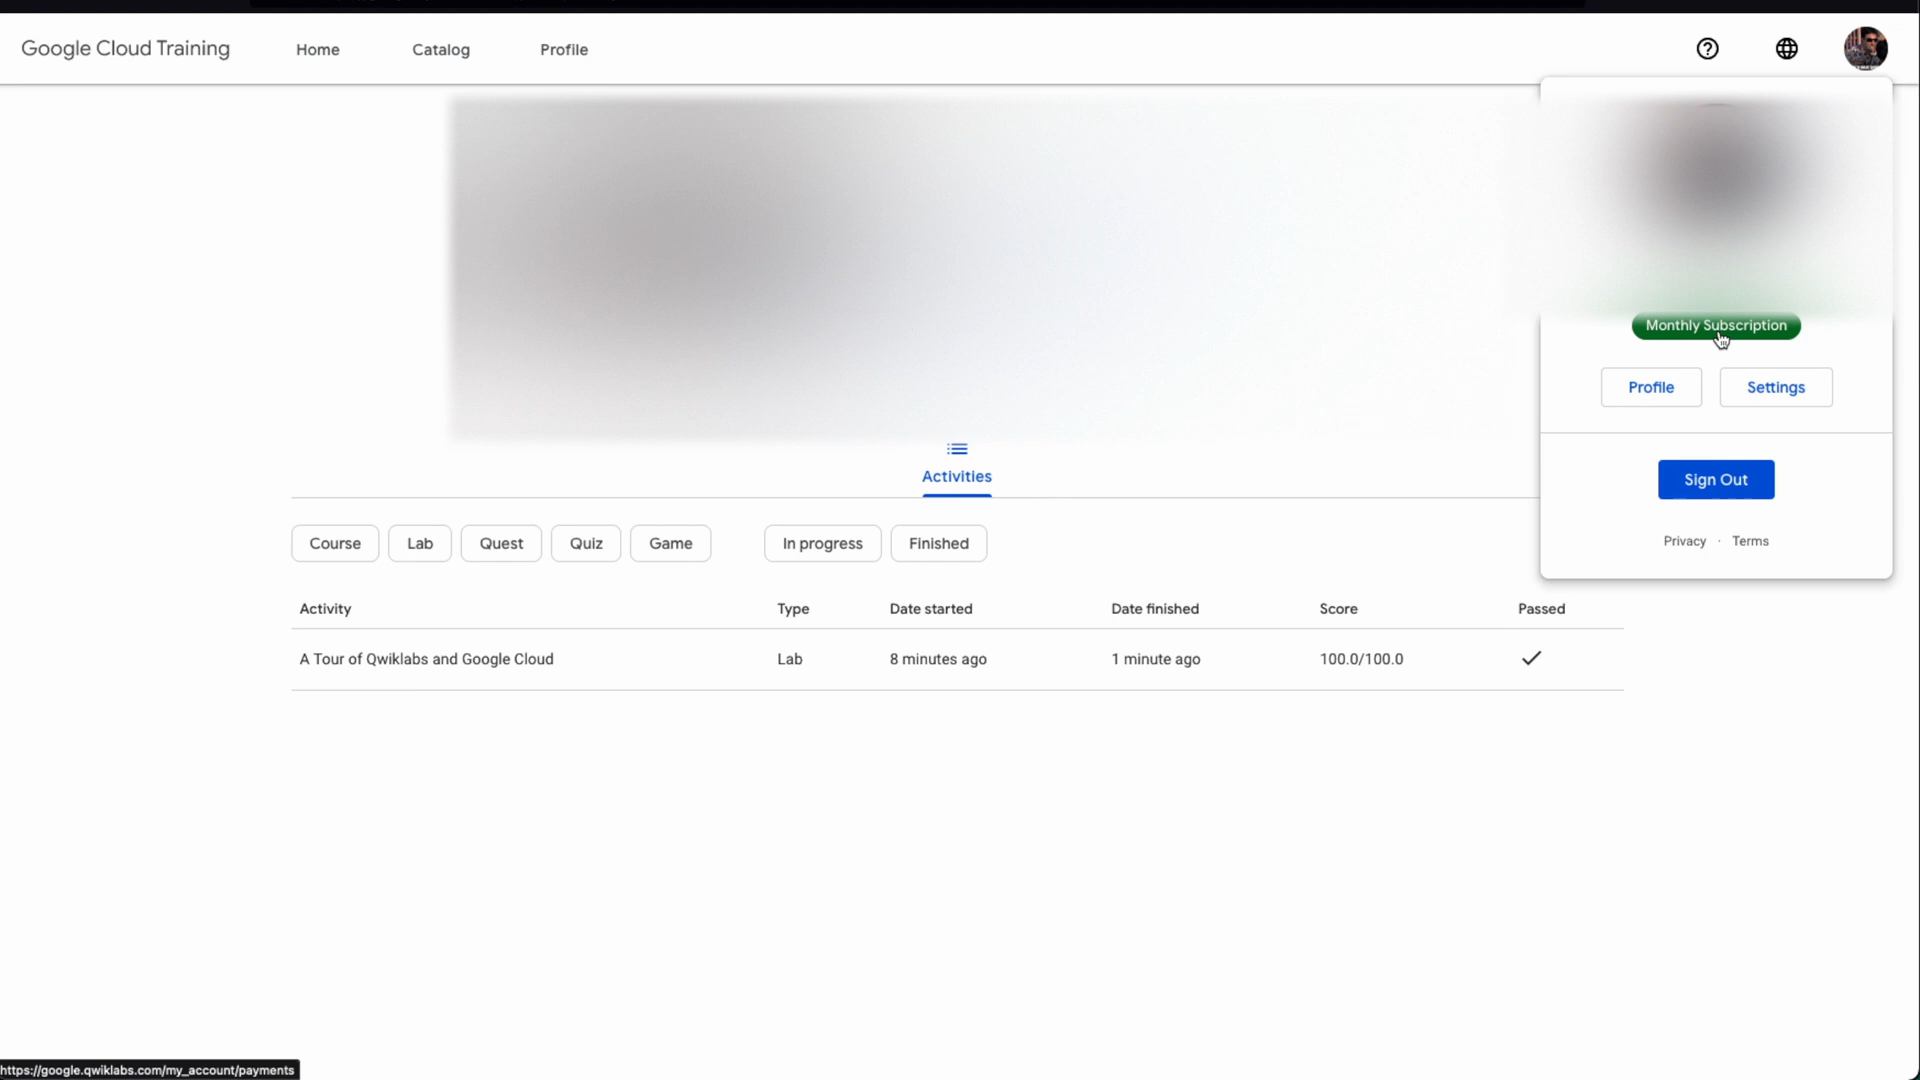 Google Cloud Training Home Catalog Profile
Monthly Subscription
Profile Settings
Sign Out
Privacy · Terms
Activities
Course Lab Quest Quiz Game In progress Finished
Activity Type Date started Date finished Score Passed
A Tour of Qwiklabs and Google Cloud Lab 8 minutes ago 1 minute ago 100.0/100.0
https://google.qwiklabs.com/my_account/payments